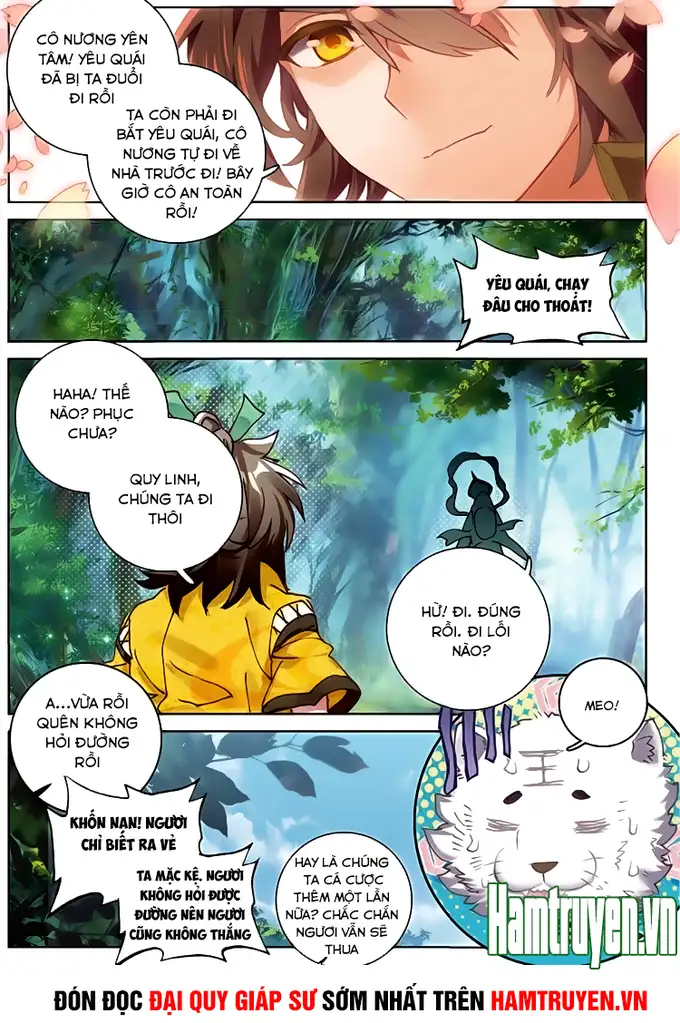 CÔ NƯƠNG YÊN
TÂM! YÊU QUÁI
ĐÃ BỊ TA ĐUỔI
ĐI RỒI
TA CÒN PHẢI ĐI
BẮT YÊU QUÁI, CÔ
NƯƠNG TỰ ĐI VỀ
NHÀ TRƯỚC ĐI! BÂY
GIỜ CÔ AN TOÀN
RỒI!
YÊU QUÁI, CHẠY
ĐÂU CHO THOÁT!
HAHA! THẾ
NÀO? PHỤC
CHƯA?
QUY LINH,
CHÚNG TA ĐI
THÔI
HỪ! ĐI. ĐÚNG
RỒI. ĐI LỐI
NÀO?
A...VỪA RỒI
QUÊN KHÔNG
HỎI ĐƯỜNG
RỒI
MEO!
王
KHỐN NẠN! NGƯƠI
CHỈ BIẾT RA VẺ
TA MẶC KỆ. NGƯƠI
KHÔNG HỎI ĐƯỢC
ĐƯỜNG NÊN NGƯƠI
CŨNG KHÔNG THẮNG
HAY LÀ CHÚNG
TA CÁ CƯỢC
THÊM MỘT LẦN
NỮA? CHẮC CHẮN
NGƯƠI VẪN SẼ
THUA
Hamtruyen.vn
ĐÓN ĐỌC ĐẠI QUY GIÁP SƯ SỚM NHẤT TRÊN HAMTRUYEN.VN